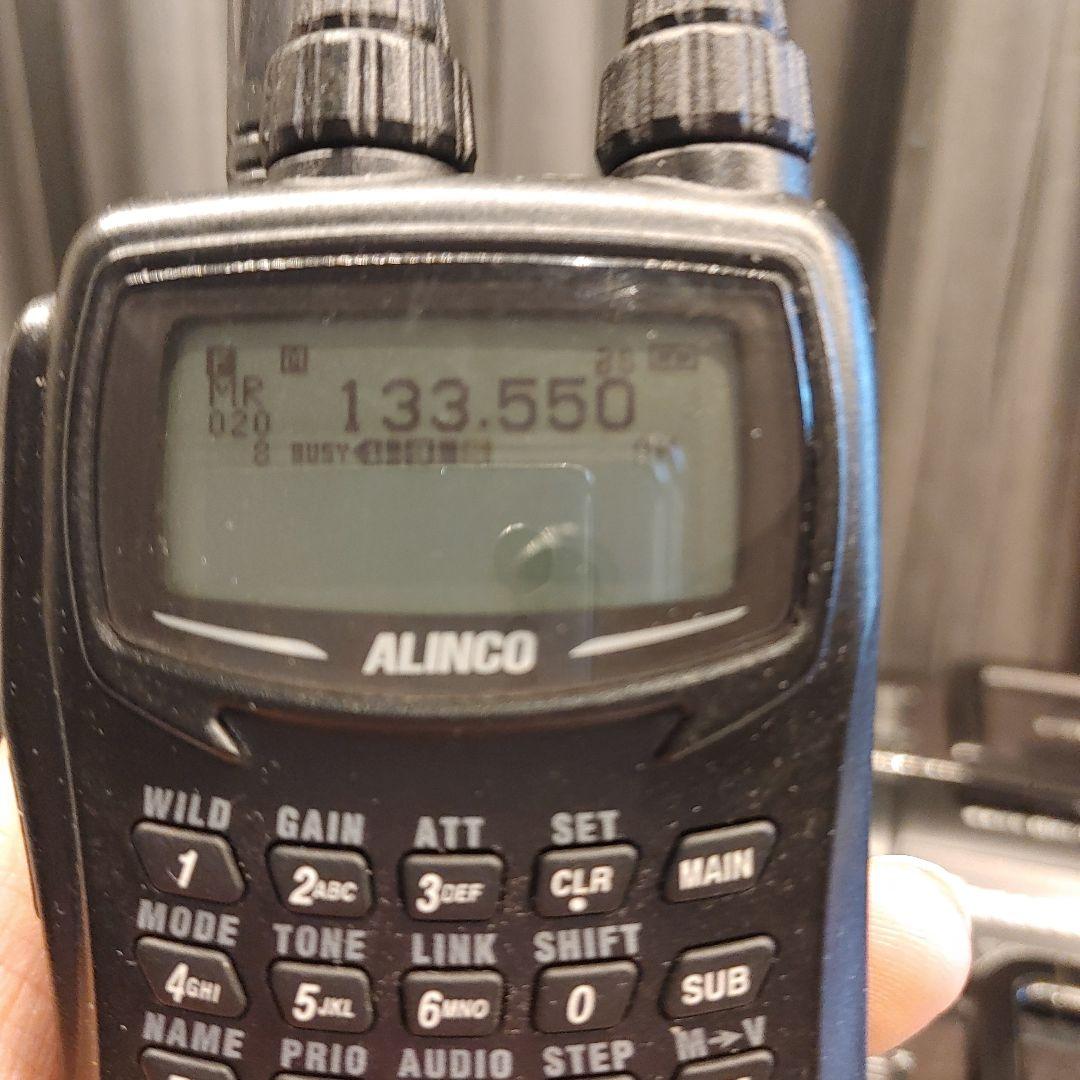 F M
MR 133.550
020
8 BUSY
ALINCO
WILD GAIN ATT SET
1 2ABC 3DEF CLR MAIN
MODE TONE LINK SHIFT
4GHI 5JKL 6MNO 0 SUB
NAME PRIO AUDIO STEP M→V